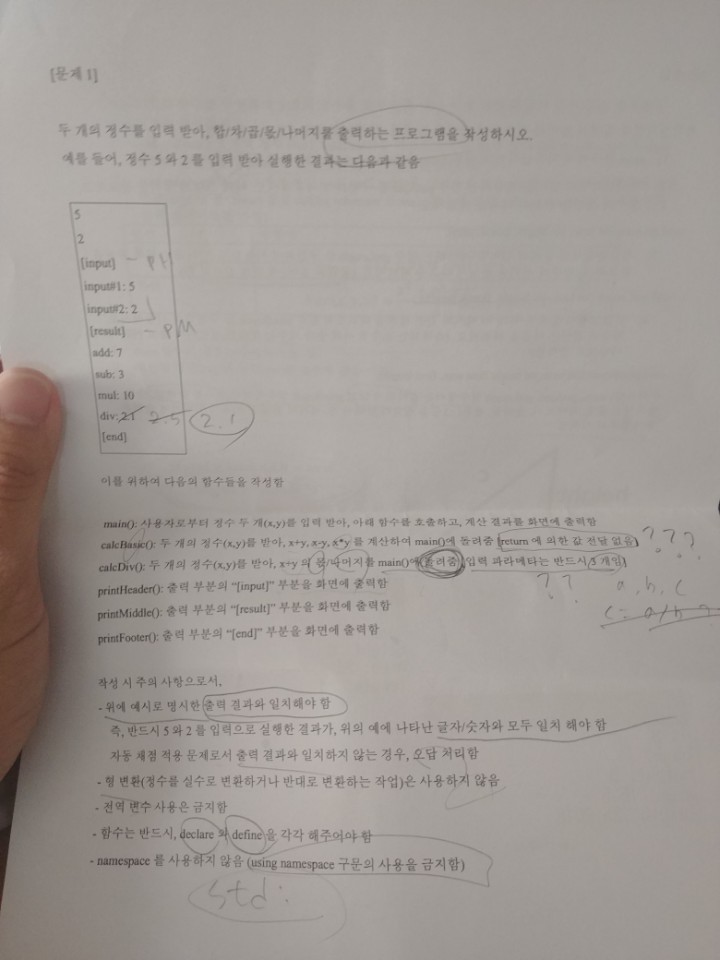 [문제 1]
두 개의 정수를 입력 받아, 합/차/곱/몫/나머지를 출력하는 프로그램을 작성하시오.
예를 들어, 정수 5 와 2 를 입력 받아 실행한 결과는 다음과 같음
5
2
[input] - PH
input#1: 5
input#2: 2
[result] - PM
add: 7
sub: 3
mul: 10
div: 2.1 2.5 2.1
[end]
이를 위하여 다음의 함수들을 작성함
main(): 사용자로부터 정수 두 개(x,y)를 입력 받아, 아래 함수를 호출하고, 계산 결과를 화면에 출력함
calcBasic(): 두 개의 정수(x,y)를 받아, x+y, x-y, x*y 를 계산하여 main()에 돌려줌 (return 에 의한 값 전달 없음) ???
calcDiv(): 두 개의 정수(x,y)를 받아, x+y 의 몫/나머지를 main()에 돌려줌 (입력 파라메타는 반드시 3 개임)
?? a, b, c
printHeader(): 출력 부분의 “[input]” 부분을 화면에 출력함
c = a/b
printMiddle(): 출력 부분의 “[result]” 부분을 화면에 출력함
printFooter(): 출력 부분의 “[end]” 부분을 화면에 출력함
작성 시 주의 사항으로서,
- 위에 예시로 명시한 출력 결과와 일치해야 함
즉, 반드시 5 와 2 를 입력으로 실행한 결과가, 위의 예에 나타난 글자/숫자와 모두 일치 해야 함
자동 채점 적용 문제로서 출력 결과와 일치하지 않는 경우, 오답 처리함
- 형 변환(정수를 실수로 변환하거나 반대로 변환하는 작업)은 사용하지 않음
- 전역 변수 사용은 금지함
- 함수는 반드시, declare 와 define 을 각각 해주어야 함
- namespace 를 사용하지 않음 (using namespace 구문의 사용을 금지함)
std: